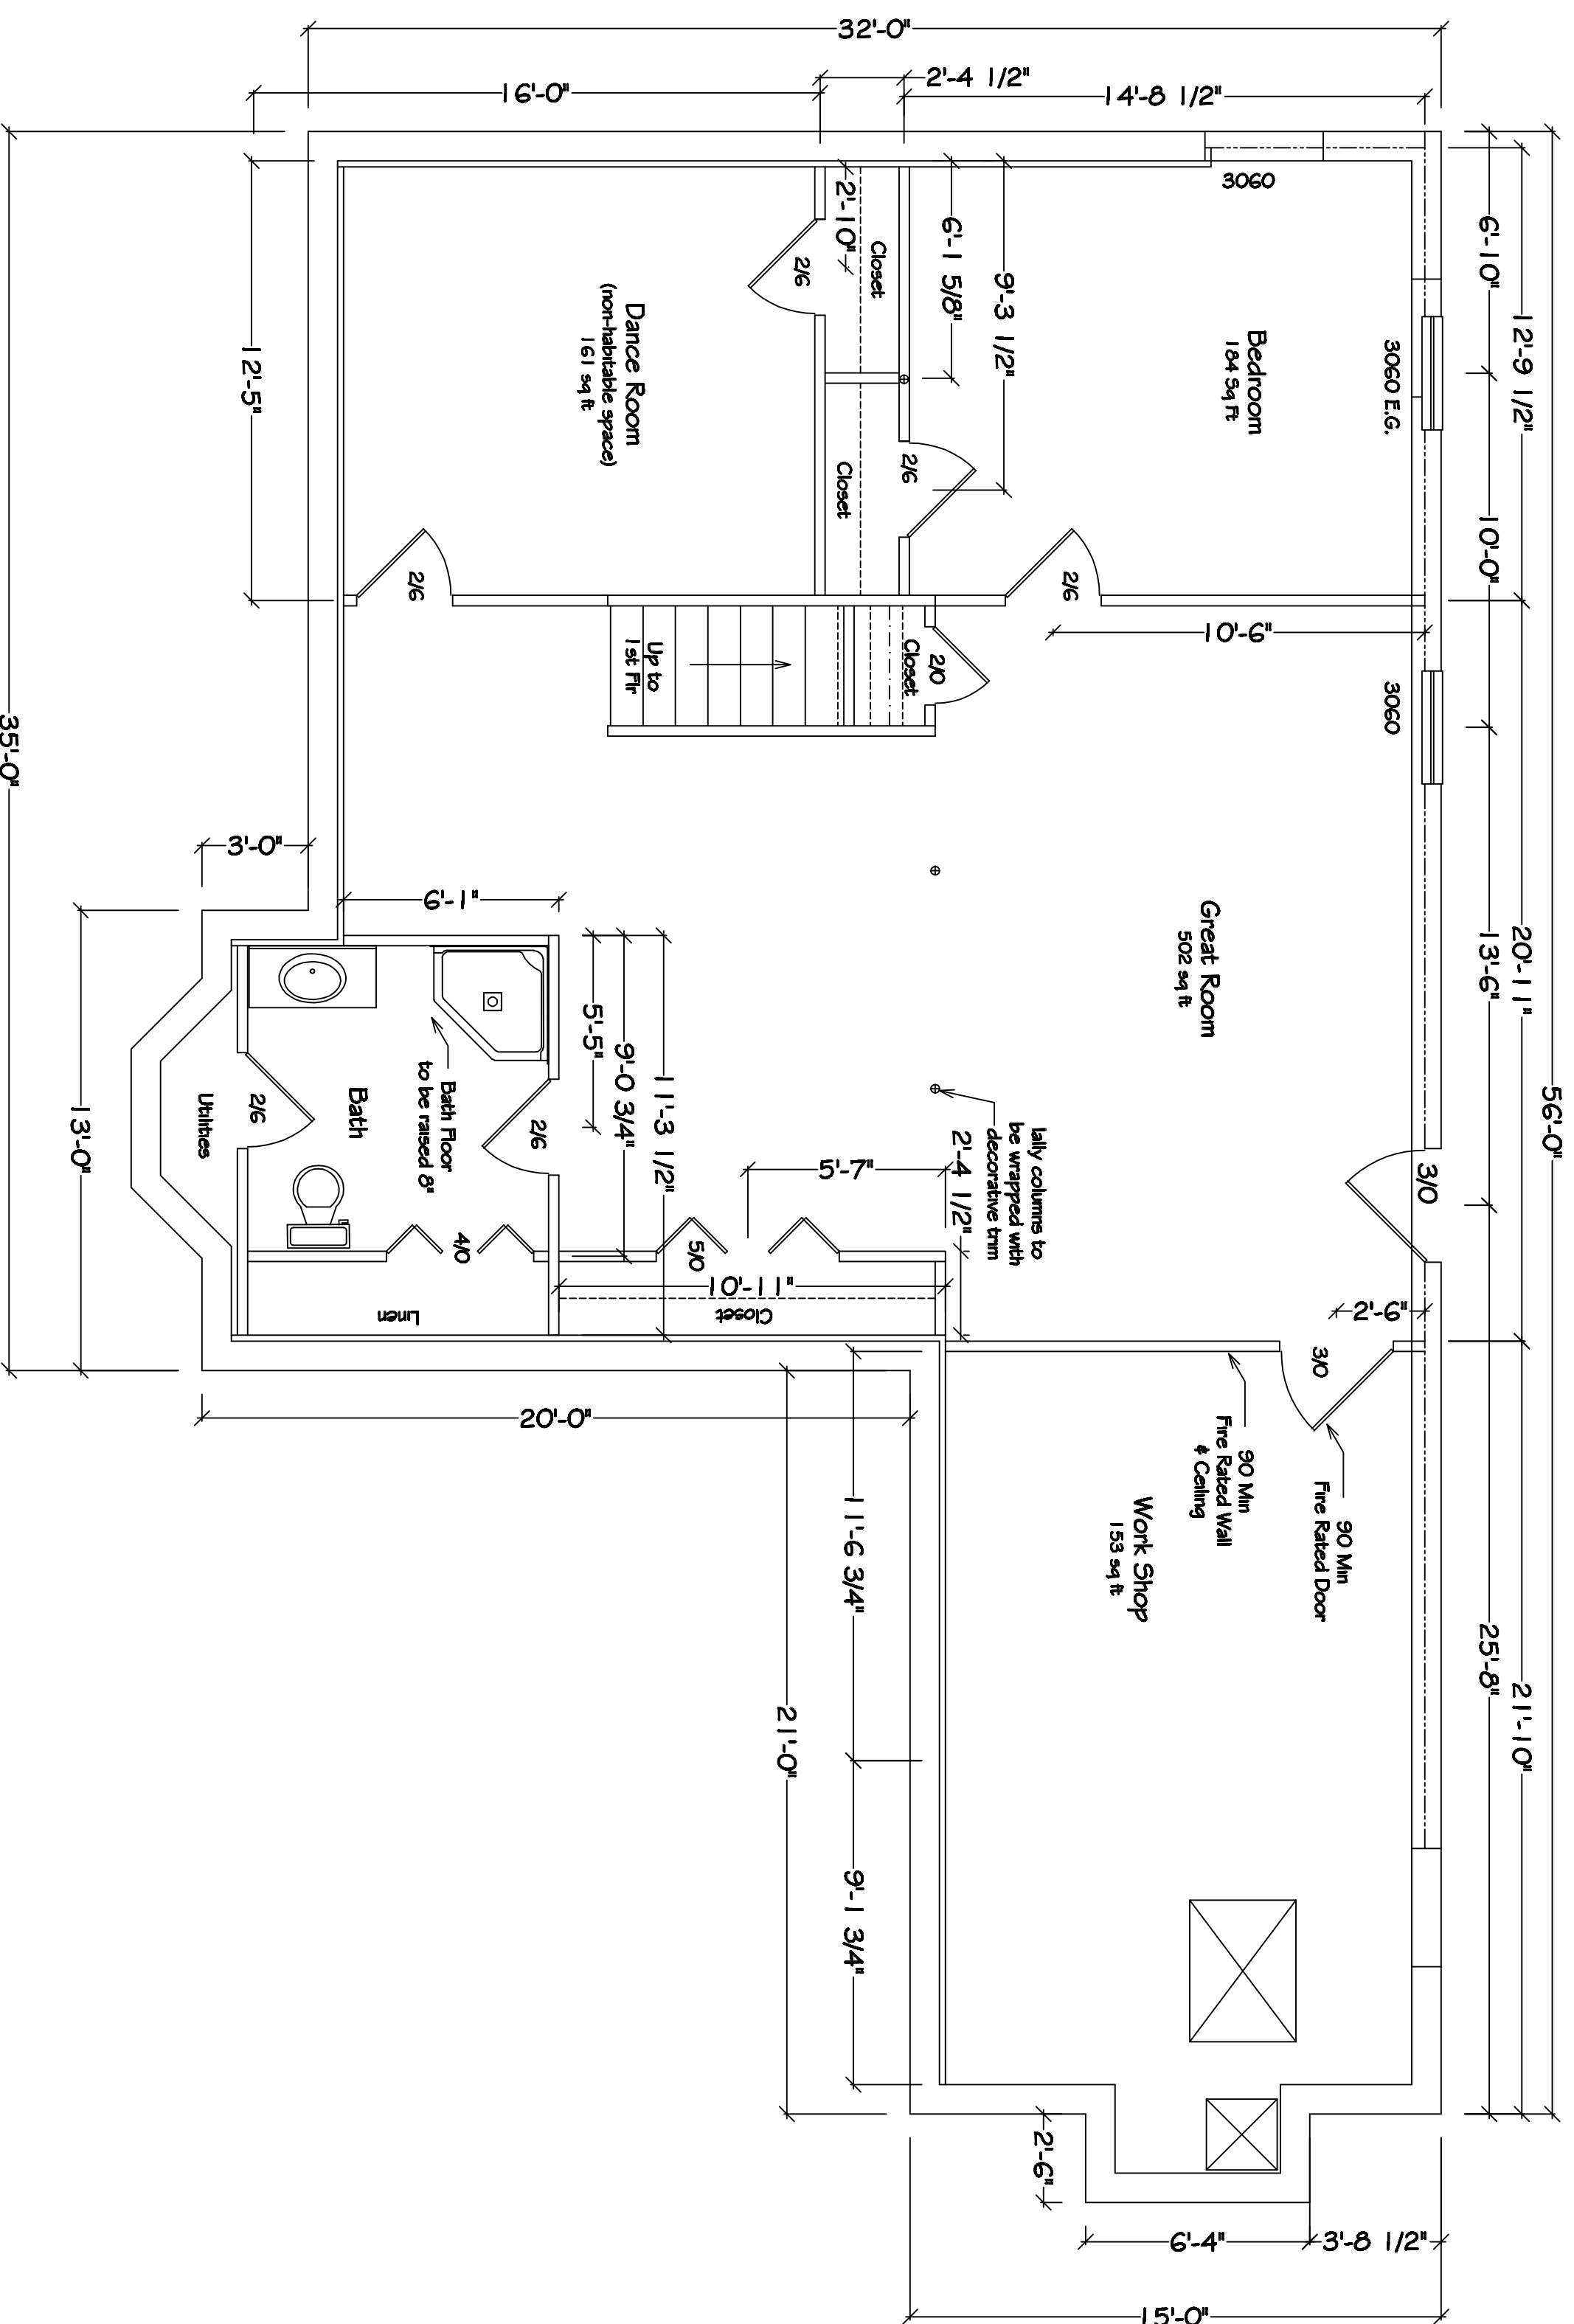 32'-0"
2'-4 1/2"
16'-0"
14'-8 1/2"
56'-0"
12'-9 1/2"
20'-11"
21'-10"
6'-10"
10'-0"
13'-6"
25'-8"
3060
3060 E.G.
3060
3/0
Bedroom
184 Sq Ft
9'-3 1/2"
6'-1 5/8"
2'-10"
Closet
Closet
2/6
2/6
2/6
2/6
Dance Room
(non-habitable space)
161 sq ft
12'-5"
35'-0"
10'-6"
2/0
Closet
Up to
1st Flr
Great Room
502 sq ft
lally columns to
be wrapped with
decorative trim
2'-4 1/2"
5'-7"
11'-3 1/2"
9'-0 3/4"
5'-5"
6'-1"
3'-0"
13'-0"
2/6
Bath Floor
to be raised 8"
Bath
2/6
Utilities
4/0
5/0
10'-11"
Linen
Closet
20'-0"
2'-6"
3/0
90 Min
Fire Rated Door
90 Min
Fire Rated Wall
& Ceiling
Work Shop
153 sq ft
11'-6 3/4"
9'-1 3/4"
21'-0"
2'-6"
6'-4"
3'-8 1/2"
15'-0"